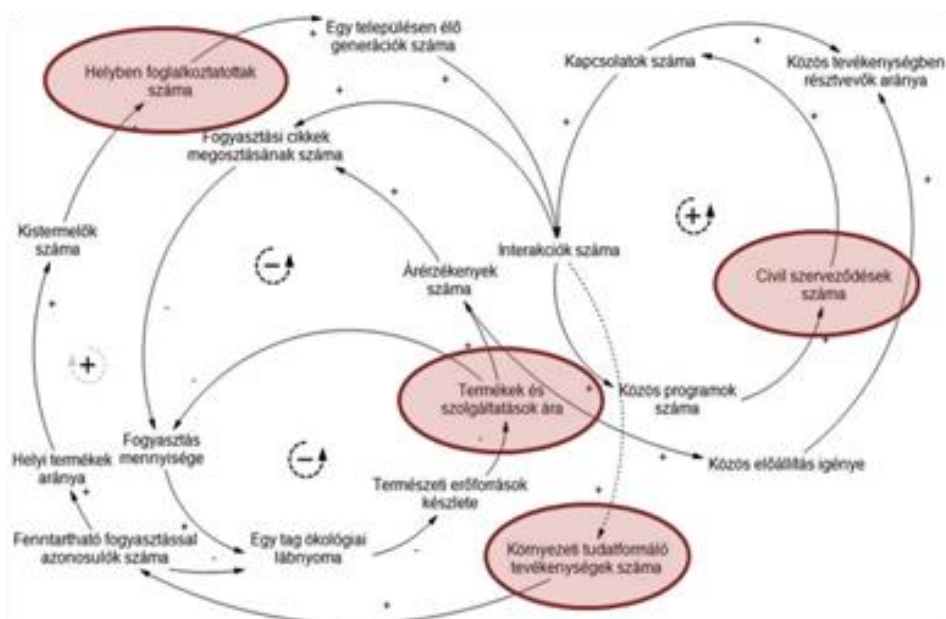 Egy településen élő
generációk száma
Helyben foglalkoztatottak
száma
Kapcsolatok száma
Közös tevékenységben
résztvevők aránya
Fogyasztási cikkek
megosztásának száma
Kistermelők
száma
Interakciók száma
Árérzékenyek
száma
Civil szerveződések
száma
Termékek és
szolgáltatások ára
Közös programok
száma
Fogyasztás
mennyisége
Helyi termékek
aránya
Közös előállítás igénye
Természeti erőforrások
készlete
Fenntartható fogyasztással
azonosulók száma
Egy tag ökológiai
lábnyoma
Környezeti tudatformáló
tevékenységek száma